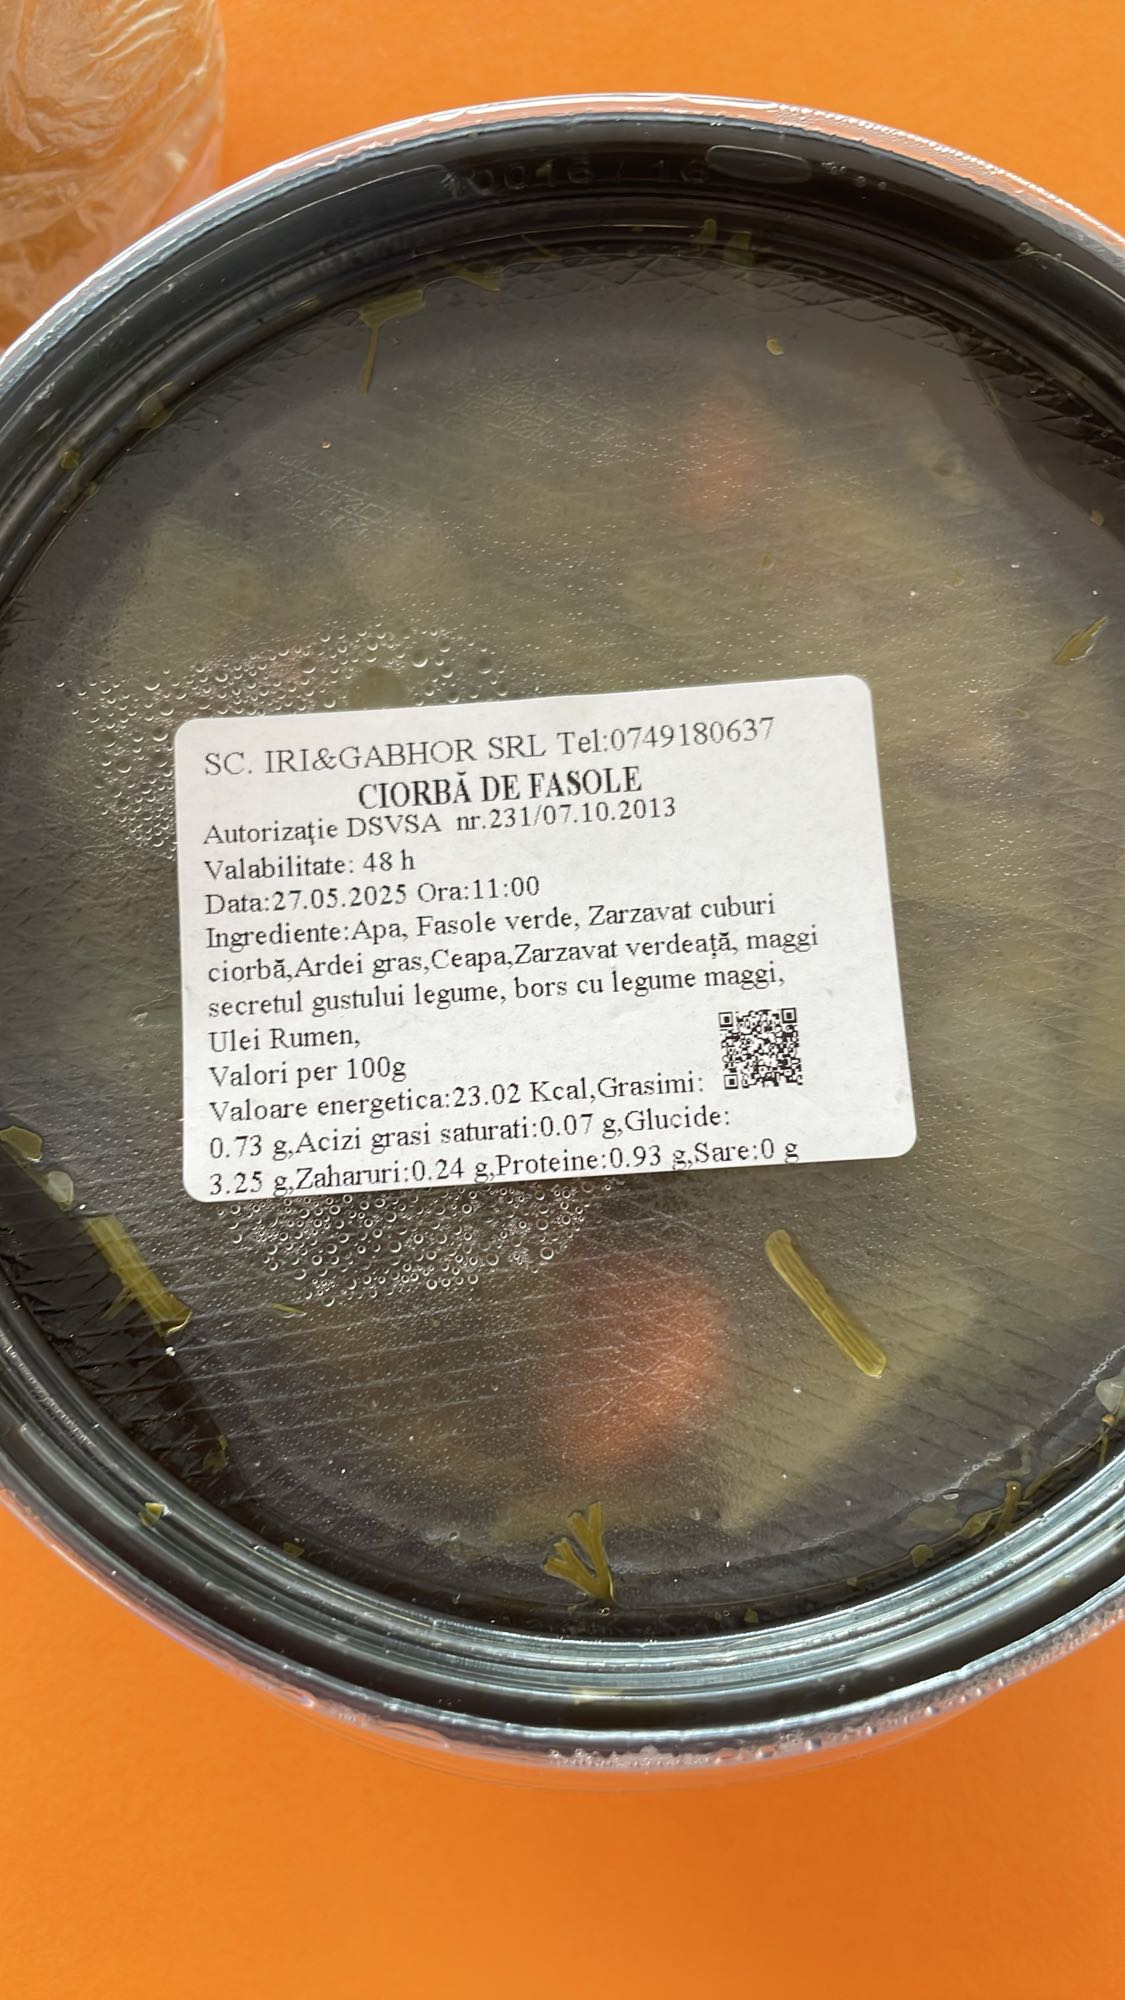 SC. IRI&GABHOR SRL Tel:0749180637
CIORBĂ DE FASOLE
Autorizaţie DSVSA nr.231/07.10.2013
Valabilitate: 48 h
Data:27.05.2025 Ora:11:00
Ingrediente:Apa, Fasole verde, Zarzavat cuburi
ciorbă,Ardei gras,Ceapa,Zarzavat verdeaţă, maggi
secretul gustului legume, bors cu legume maggi,
Ulei Rumen,
Valori per 100g
Valoare energetica:23.02 Kcal,Grasimi:
0.73 g,Acizi grasi saturati:0.07 g,Glucide:
3.25 g,Zaharuri:0.24 g,Proteine:0.93 g,Sare:0 g